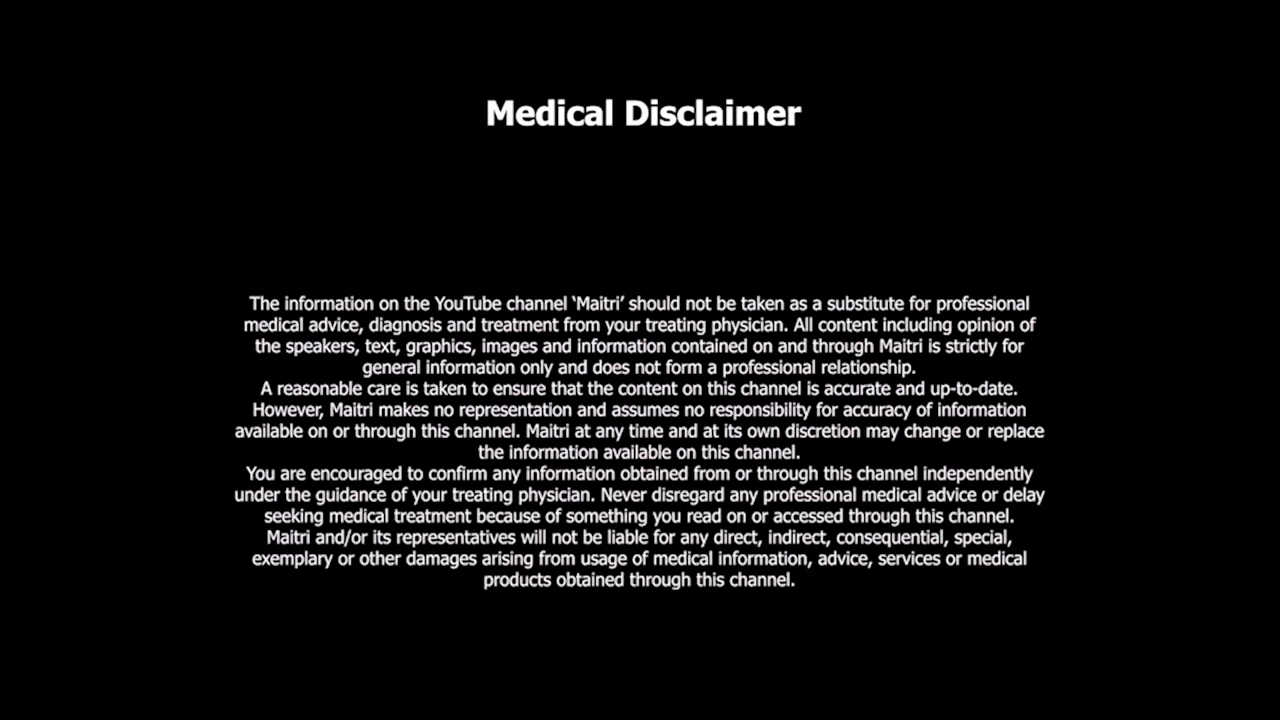 Medical Disclaimer
The information on the YouTube channel ‘Maitri’ should not be taken as a substitute for professional
medical advice, diagnosis and treatment from your treating physician. All content including opinion of
the speakers, text, graphics, images and information contained on and through Maitri is strictly for
general information only and does not form a professional relationship.
A reasonable care is taken to ensure that the content on this channel is accurate and up-to-date.
However, Maitri makes no representation and assumes no responsibility for accuracy of information
available on or through this channel. Maitri at any time and at its own discretion may change or replace
the information available on this channel.
You are encouraged to confirm any information obtained from or through this channel independently
under the guidance of your treating physician. Never disregard any professional medical advice or delay
seeking medical treatment because of something you read on or accessed through this channel.
Maitri and/or its representatives will not be liable for any direct, indirect, consequential, special,
exemplary or other damages arising from usage of medical information, advice, services or medical
products obtained through this channel.